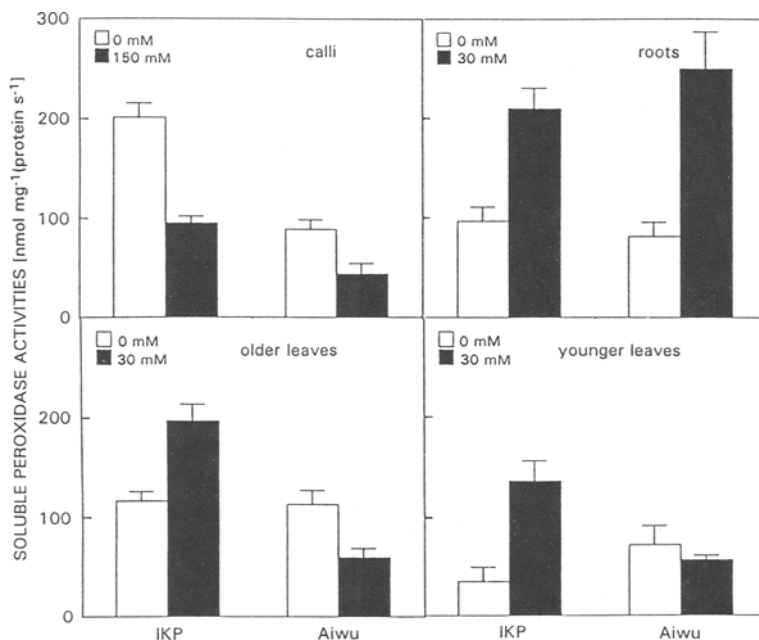 SOLUBLE PEROXIDASE ACTIVITIES [nmol mg⁻¹(protein s⁻¹)
300
200
100
0
200
100
0
0 mM
150 mM
calli
0 mM
30 mM
roots
0 mM
30 mM
older leaves
0 mM
30 mM
younger leaves
IKP
Aiwu
IKP
Aiwu